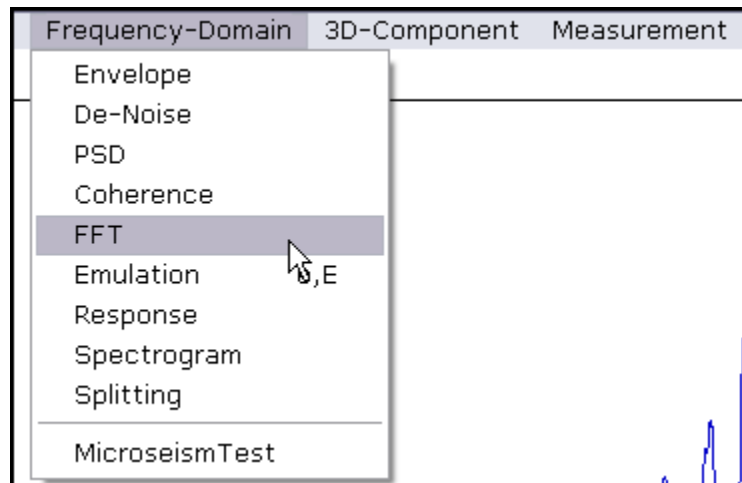 Frequency-Domain 3D-Component Measurement
Envelope
De-Noise
PSD
Coherence
FFT
Emulation ,E
Response
Spectrogram
Splitting
MicroseismTest